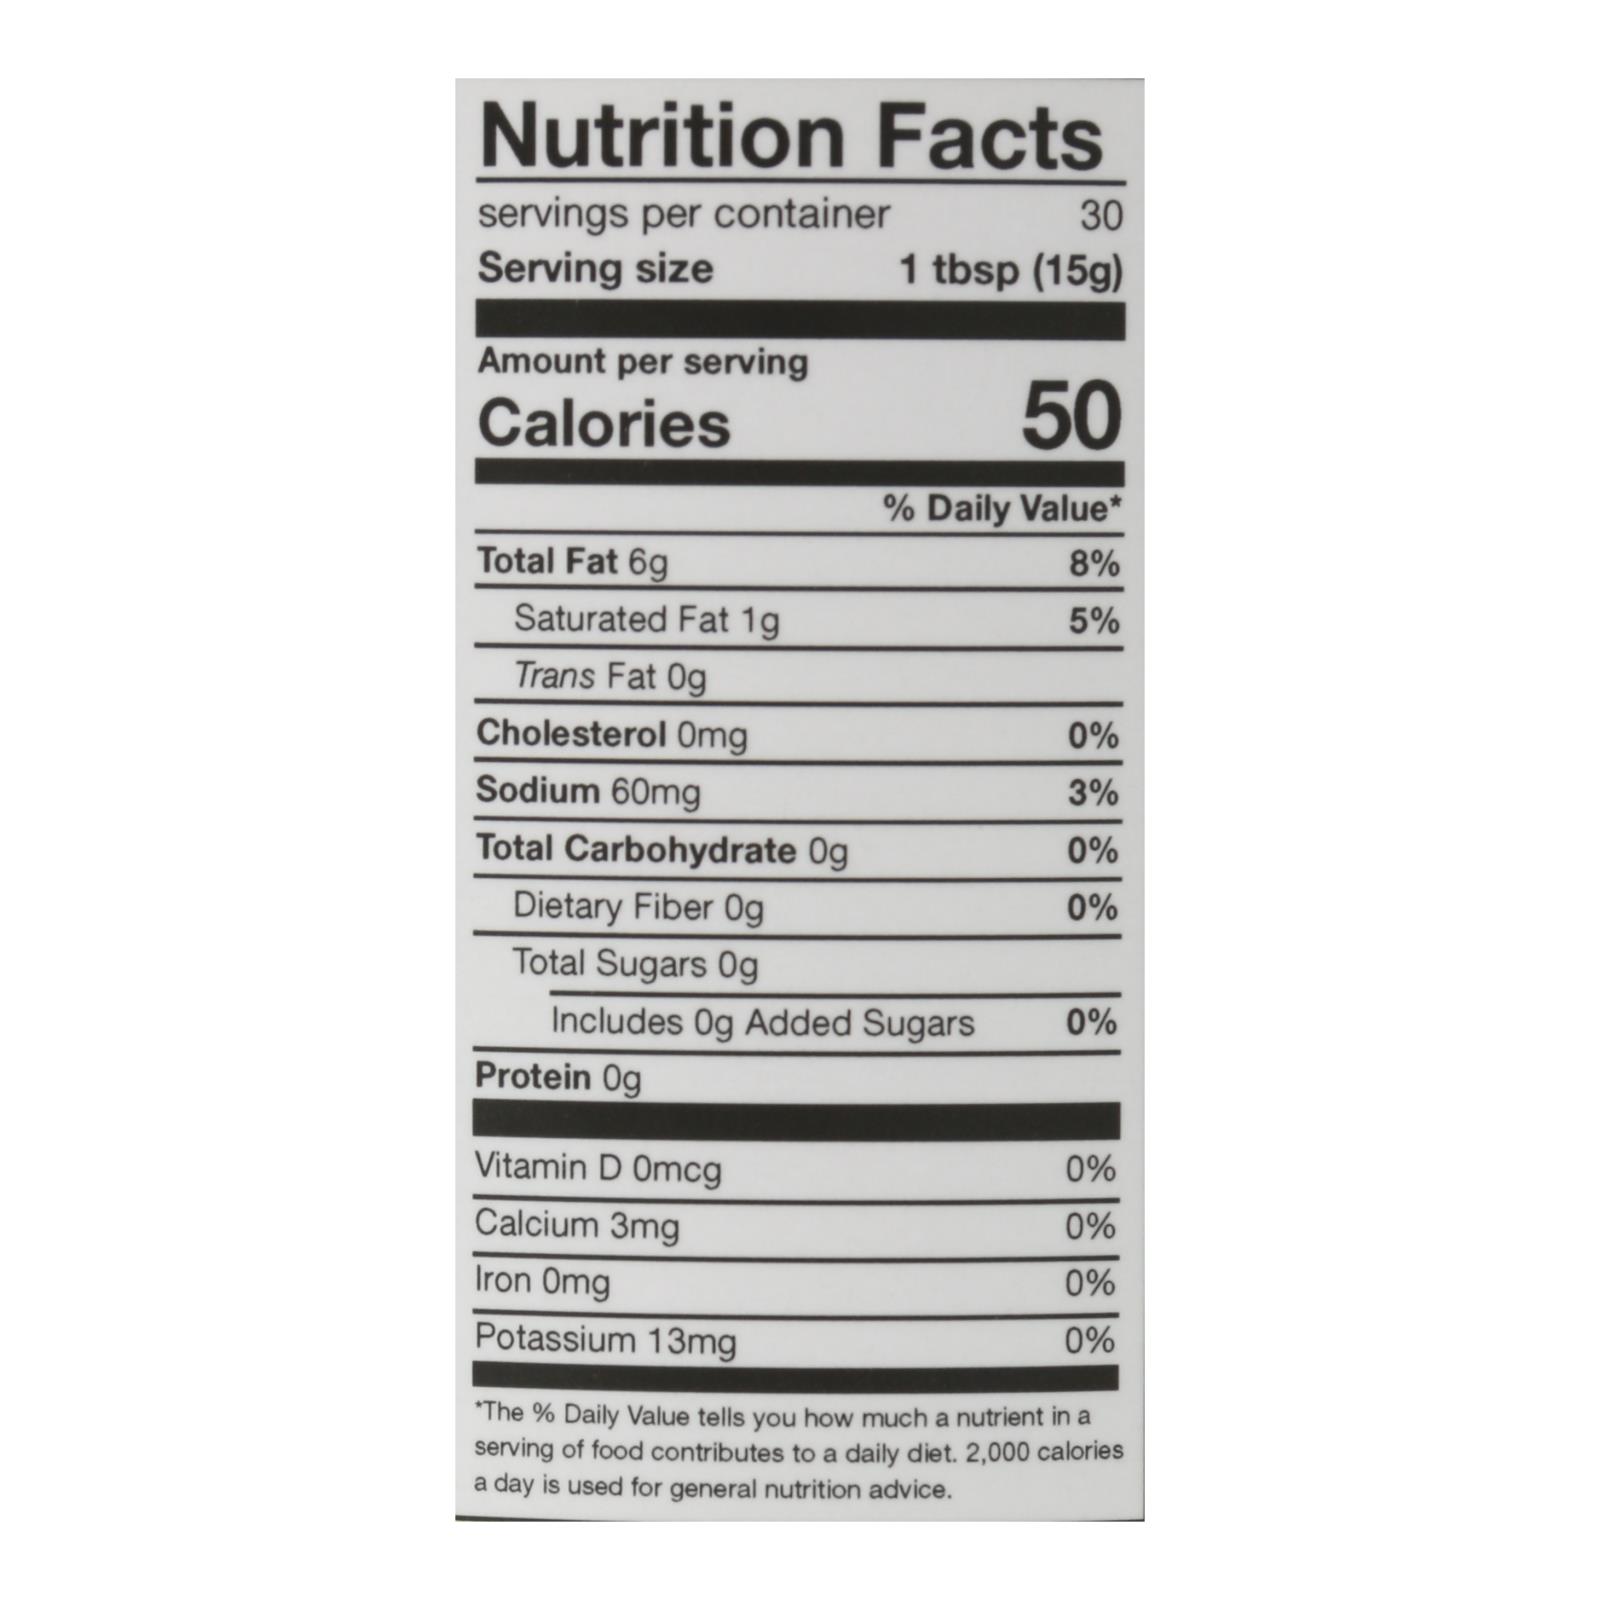 Nutrition Facts
servings per container 30
Serving size 1 tbsp (15g)
Amount per serving
Calories 50
% Daily Value*
Total Fat 6g 8%
Saturated Fat 1g 5%
Trans Fat 0g
Cholesterol 0mg 0%
Sodium 60mg 3%
Total Carbohydrate 0g 0%
Dietary Fiber 0g 0%
Total Sugars 0g
Includes 0g Added Sugars 0%
Protein 0g
Vitamin D 0mcg 0%
Calcium 3mg 0%
Iron 0mg 0%
Potassium 13mg 0%
*The % Daily Value tells you how much a nutrient in a
serving of food contributes to a daily diet. 2,000 calories
a day is used for general nutrition advice.